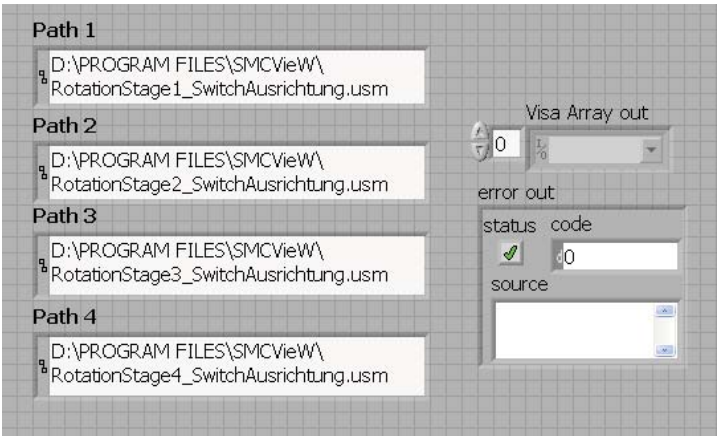 Path 1
D:\PROGRAM FILES\SMCVieW\
RotationStage1_SwitchAusrichtung.usm
Path 2
D:\PROGRAM FILES\SMCVieW\
RotationStage2_SwitchAusrichtung.usm
Path 3
D:\PROGRAM FILES\SMCVieW\
RotationStage3_SwitchAusrichtung.usm
Path 4
D:\PROGRAM FILES\SMCVieW\
RotationStage4_SwitchAusrichtung.usm
Visa Array out
0
I/O
error out
status code
d0
source